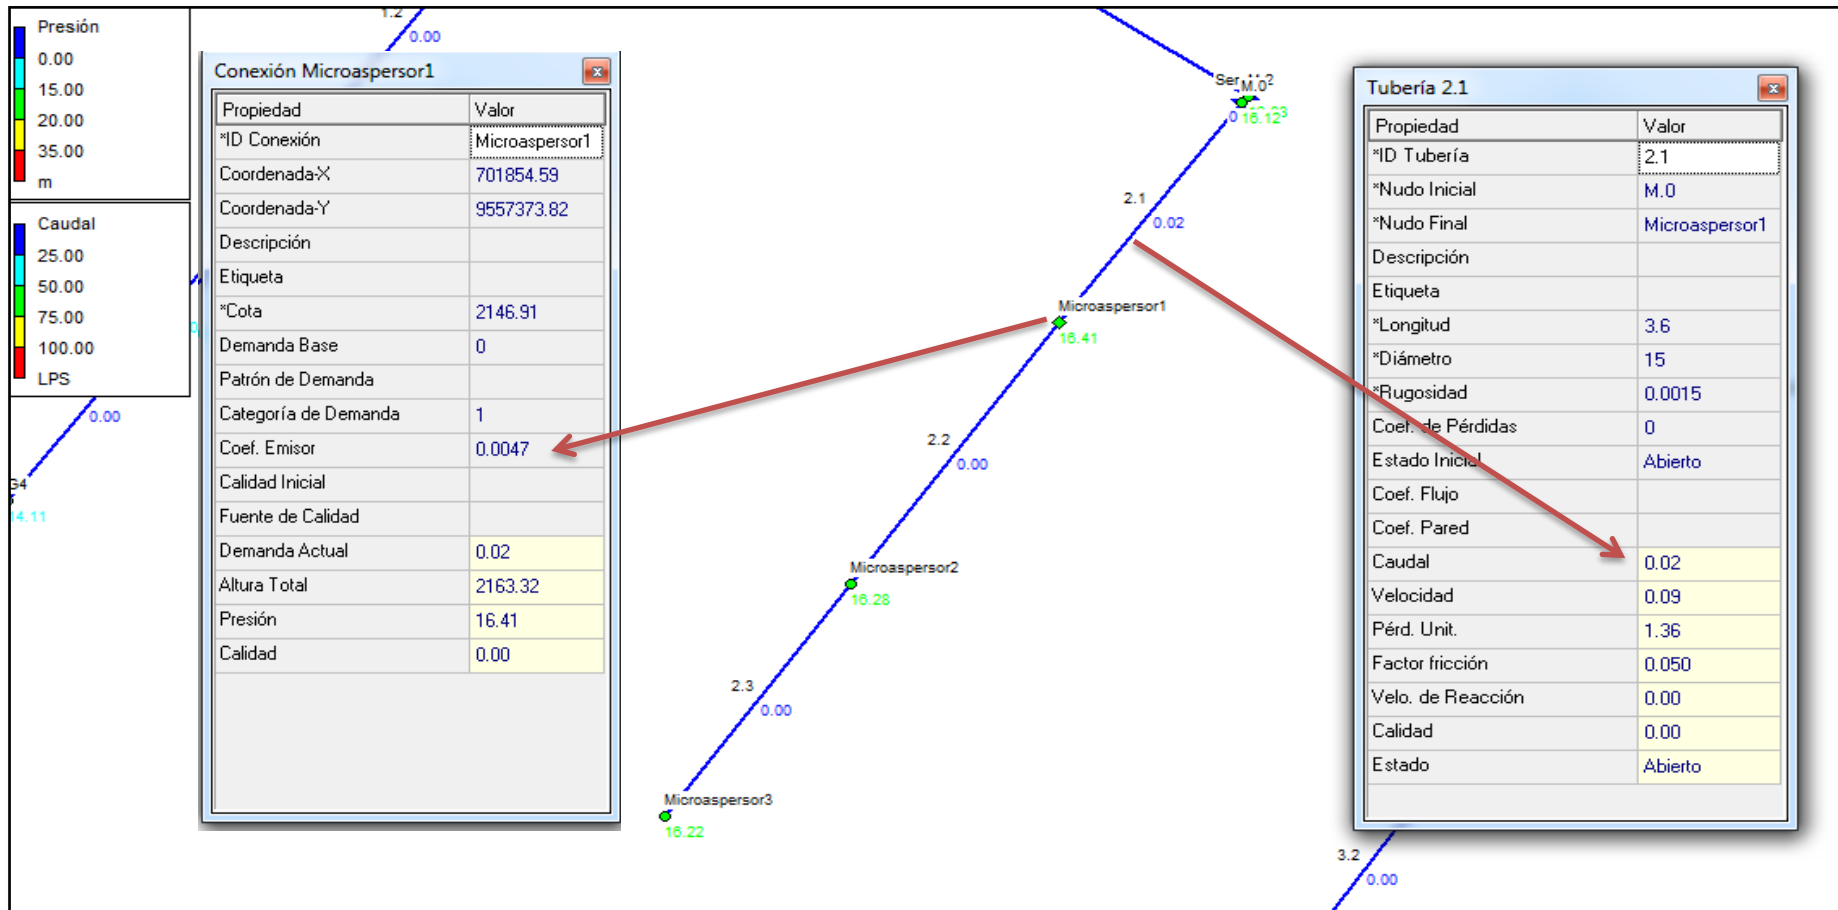 Presión
0.00
15.00
20.00
35.00
m
Caudal
25.00
50.00
75.00
100.00
LPS
1.2
0.00
0.00
14.11
Conexión Microaspersor1
Propiedad Valor
*ID Conexión Microaspersor1
Coordenada-X 701854.59
Coordenada-Y 9557373.82
Descripción
Etiqueta
*Cota 2146.91
Demanda Base 0
Patrón de Demanda
Categoría de Demanda 1
Coef. Emisor 0.0047
Calidad Inicial
Fuente de Calidad
Demanda Actual 0.02
Altura Total 2163.32
Presión 16.41
Calidad 0.00
M.0
16.12
2.1
0.02
Microaspersor1
16.41
2.2
0.00
Microaspersor2
16.28
2.3
0.00
Microaspersor3
16.22
Tubería 2.1
Propiedad Valor
*ID Tubería 2.1
*Nudo Inicial M.0
*Nudo Final Microaspersor1
Descripción
Etiqueta
*Longitud 3.6
*Diámetro 15
*Rugosidad 0.0015
Coef. de Pérdidas 0
Estado Inicial Abierto
Coef. Flujo
Coef. Pared
Caudal 0.02
Velocidad 0.09
Pérd. Unit. 1.36
Factor fricción 0.050
Velo. de Reacción 0.00
Calidad 0.00
Estado Abierto
3.2
0.00